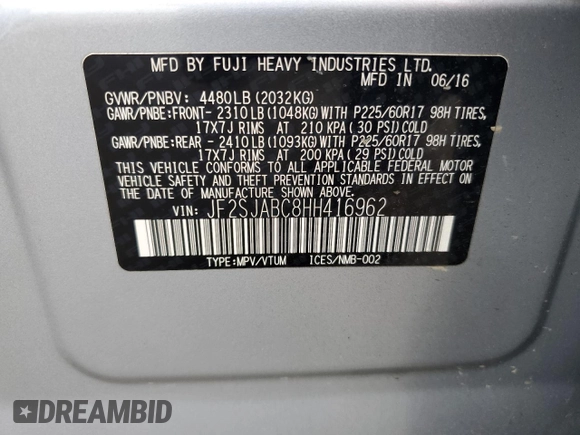 MFD BY FUJI HEAVY INDUSTRIES LTD.
MFD IN 06/16
GVWR/PNBV: 4480LB (2032KG)
GAWR/PNBE:FRONT- 2310LB (1048KG) WITH P225/60R17 98H TIRES,
17X7J RIMS AT 210 KPA ( 30 PSI) COLD
GAWR/PNBE:REAR - 2410LB (1093KG) WITH P225/60R17 98H TIRES,
17X7J RIMS AT 200 KPA ( 29 PSI) COLD
THIS VEHICLE CONFORMS TO ALL APPLICABLE FEDERAL MOTOR
VEHICLE SAFETY AND THEFT PREVENTION STANDARDS IN EFFECT ON
THE DATE OF MANUFACTURE SHOWN ABOVE.
VIN: JF2SJABC8HH416962
TYPE:MPV/VTUM ICES/NMB-002
DREAMBID